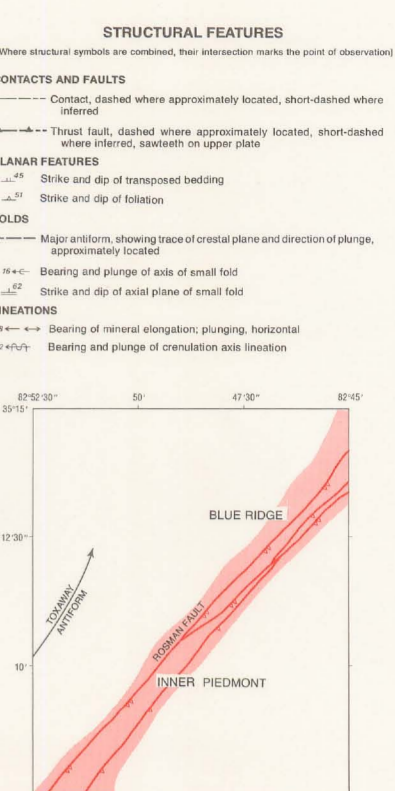 STRUCTURAL FEATURES
Where structural symbols are combined, their intersection marks the point of observation]
ONTACTS AND FAULTS
Contact, dashed where approximately located, short-dashed where
inferred
Thrust fault, dashed where approximately located, short-dashed
where inferred, sawteeth on upper plate
LANAR FEATURES
45 Strike and dip of transposed bedding
51 Strike and dip of foliation
OLDS
Major antiform, showing trace of crestal plane and direction of plunge,
approximately located
16 Bearing and plunge of axis of small fold
62 Strike and dip of axial plane of small fold
INEATIONS
Bearing of mineral elongation; plunging, horizontal
Bearing and plunge of crenulation axis lineation
82°52'30" 50' 47'30" 82°45'
35°15'
BLUE RIDGE
12'30"
TOXAWAY
ANTIFORM
ROSMAN FAULT
10'
INNER PIEDMONT